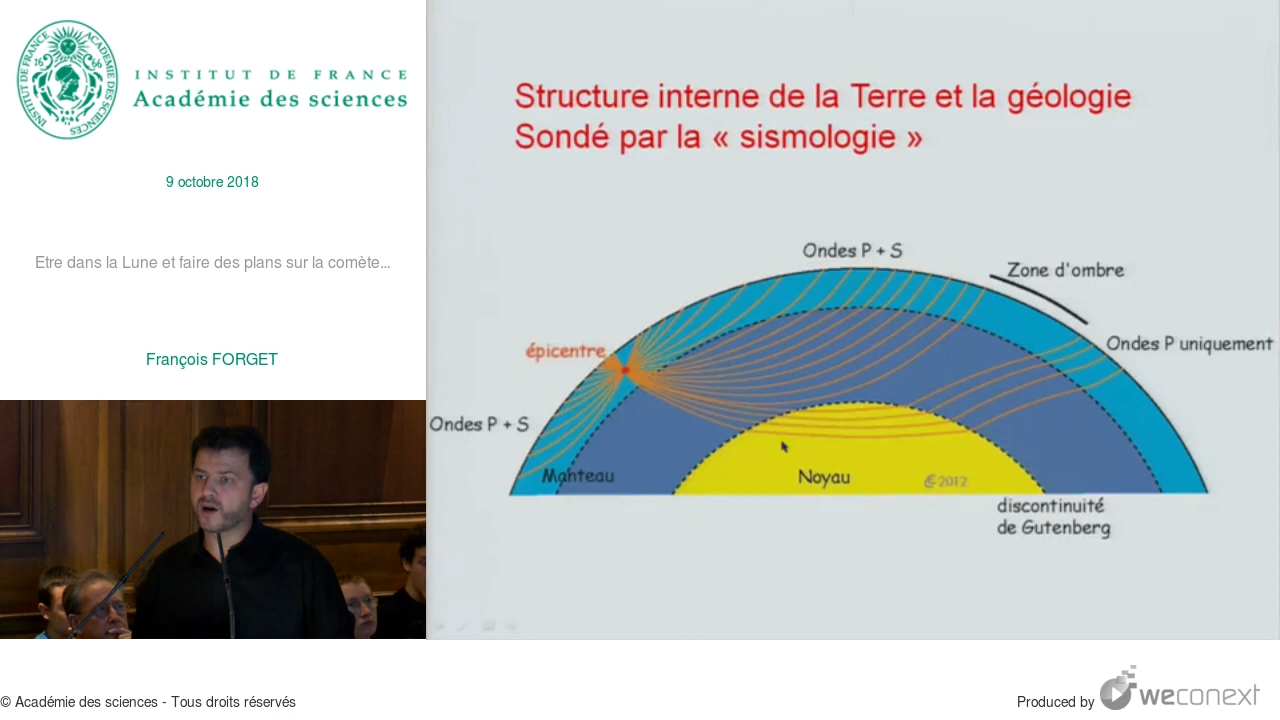 INSTITUT DE FRANCE
Académie des sciences
9 octobre 2018
Etre dans la Lune et faire des plans sur la comète...
François FORGET
Structure interne de la Terre et la géologie
Sondé par la « sismologie »
Ondes P + S
Zone d'ombre
Ondes P uniquement
épicentre
Ondes P + S
Manteau
Noyau
2012
discontinuité
de Gutenberg
© Académie des sciences - Tous droits réservés
Produced by weconext